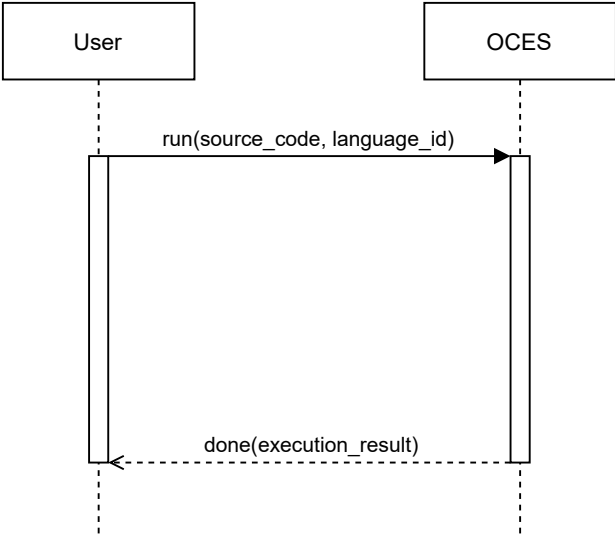 User
OCES
run(source_code, language_id)
done(execution_result)